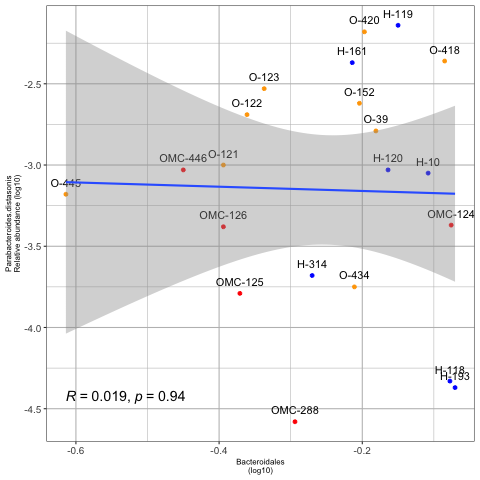 H-119
O-420
H-161
O-418
O-123
O-152
O-122
O-39
OMC-446
O-121
H-120
H-10
O-445
OMC-126
OMC-124
H-314
O-434
OMC-125
H-118
H-193
OMC-288
R = 0.019, p = 0.94
-2.5
-3.0
-3.5
-4.0
-4.5
-0.6
-0.4
-0.2
Bacteroidales
(log10)
Parabacteroides.distasonis
Relative abundance (log10)